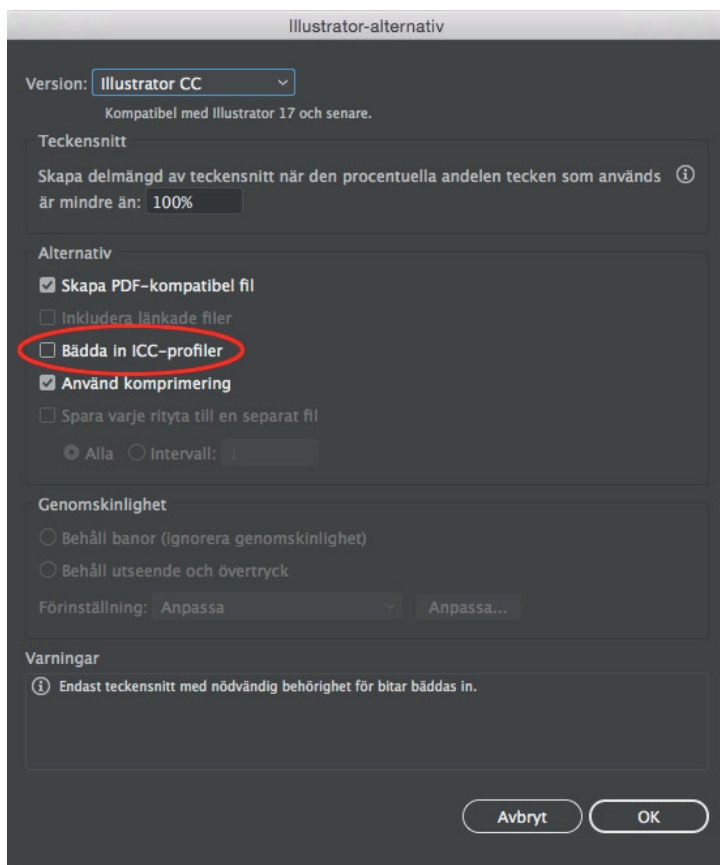 Illustrator-alternativ
Version: Illustrator CC
Kompatibel med Illustrator 17 och senare.
Teckensnitt
Skapa delmängd av teckensnitt när den procentuella andelen tecken som används
är mindre än: 100%
Alternativ
Skapa PDF-kompatibel fil
Inkludera länkade filer
Bädda in ICC-profiler
Använd komprimering
Spara varje rityta till en separat fil
Alla Intervall: 1
Genomskinlighet
Behåll banor (ignorera genomskinlighet)
Behåll utseende och övertryck
Förinställning: Anpassa Anpassa...
Varningar
Endast teckensnitt med nödvändig behörighet för bitar bäddas in.
Avbryt OK